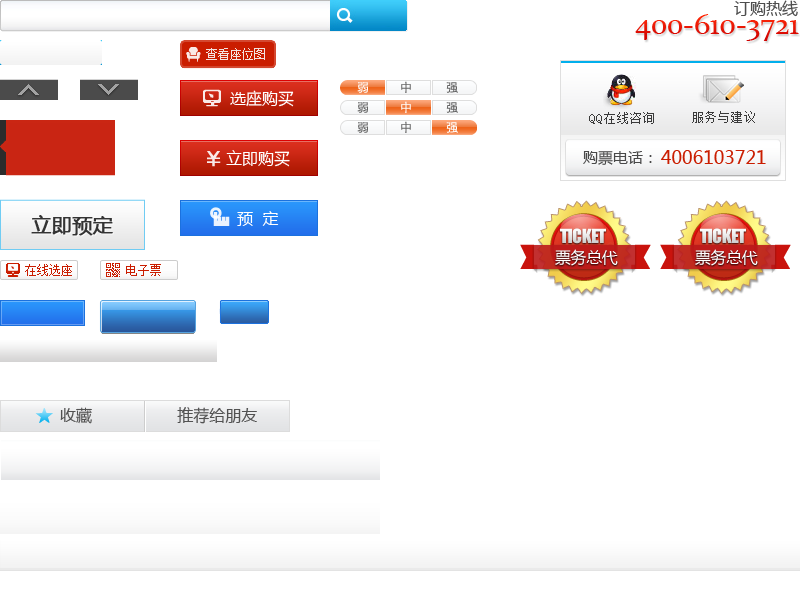 订购热线
400-610-3721
查看座位图
选座购买
弱 中 强
弱 中 强
弱 中 强
QQ在线咨询
服务与建议
购票电话：4006103721
¥ 立即购买
立即预定
预 定
TICKET
票务总代
TICKET
票务总代
在线选座
电子票
收藏
推荐给朋友